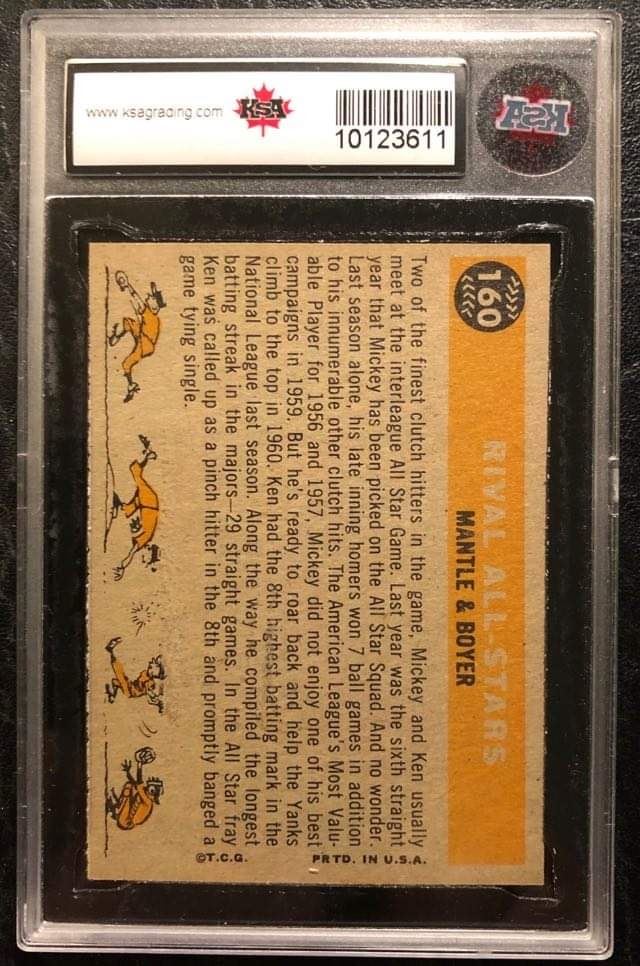 www.ksagrading.com
KSA
10123611
KSA
160
RIVAL ALL-STARS
MANTLE & BOYER
Two of the finest clutch hitters in the game, Mickey and Ken usually
meet at the interleague All Star Game. Last year was the sixth straight
year that Mickey has been picked on the All Star Squad. And no wonder.
Last season alone, his late inning homers won 7 ball games in addition
to his innumerable other clutch hits. The American League's Most Valu-
able Player for 1956 and 1957, Mickey did not enjoy one of his best
campaigns in 1959. But he's ready to roar back and help the Yanks
climb to the top in 1960. Ken had the 8th highest batting mark in the
National League last season. Along the way he compiled the longest
batting streak in the majors—29 straight games. In the All Star fray
Ken was called up as a pinch hitter in the 8th and promptly banged a
game tying single.
©T.C.G. PRTD. IN U.S.A.